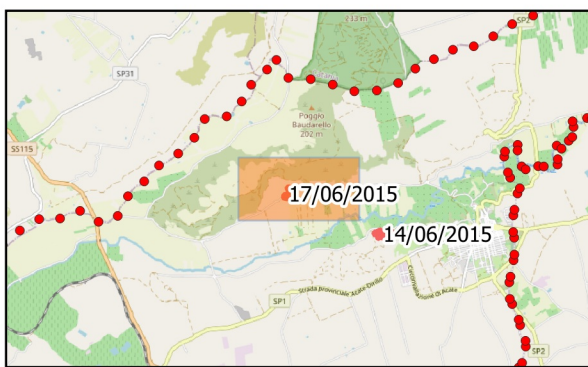 233 m
SP2
SP31
Poggio
Baudarello
202 m
SS115
17/06/2015
14/06/2015
Strada provinciale Acate Dirillo
SP1
Circonvallazione di Acate
SP2